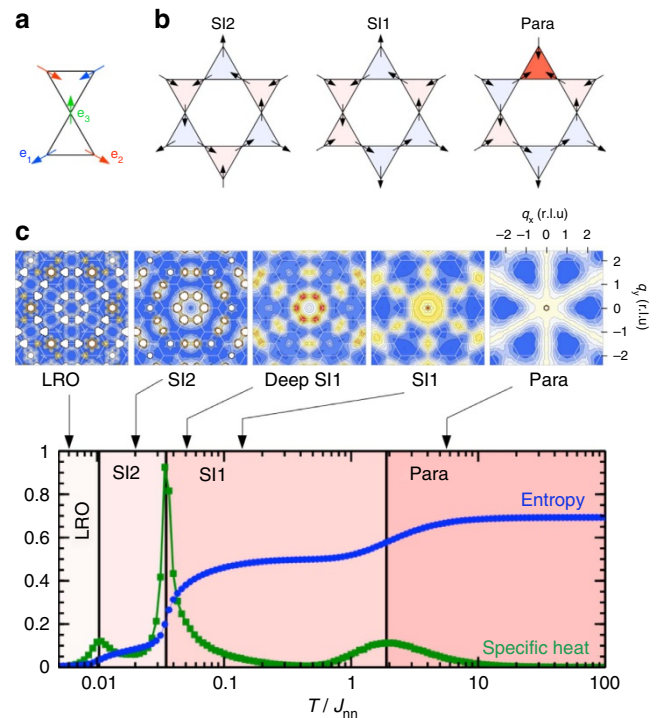 a
b
SI2
SI1
Para
e3
e1
e2
c
qx (r.l.u)
−2 −1 0 1 2
2
1
0
−1
−2
qy (r.l.u)
LRO
SI2
Deep SI1
SI1
Para
1
0.8
0.6
0.4
0.2
0
LRO
SI2
SI1
Para
Entropy
Specific heat
0.01
0.1
1
10
100
T / Jnn